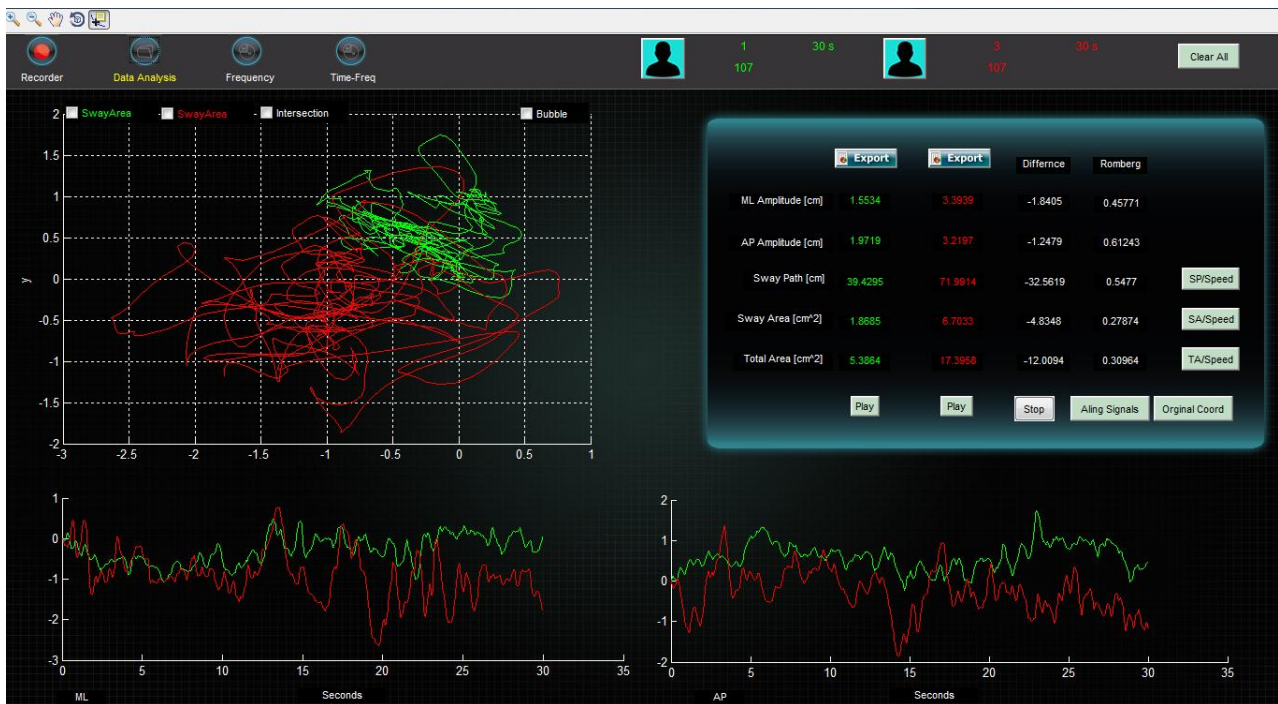 1 30 s 3 30 s
107 107
Clear All
Recorder Data Analysis Frequency Time-Freq
SwayArea SwayArea Intersection Bubble
2
1.5
1
0.5
0
-0.5
-1
-1.5
-2
y
-3 -2.5 -2 -1.5 -1 -0.5 0 0.5 1
Export Export Differnce Romberg
ML Amplitude [cm] 1.5534 3.3939 -1.8405 0.45771
AP Amplitude [cm] 1.9719 3.2197 -1.2479 0.61243
Sway Path [cm] 39.4295 71.9914 -32.5619 0.5477 SP/Speed
Sway Area [cm^2] 1.8685 6.7033 -4.8348 0.27874 SA/Speed
Total Area [cm^2] 5.3864 17.3958 -12.0094 0.30964 TA/Speed
Play Play Stop Aling Signals Orginal Coord
1
0
-1
-2
-3
0 5 10 15 20 25 30 35
ML Seconds
2
1
0
-1
-2
0 5 10 15 20 25 30 35
AP Seconds